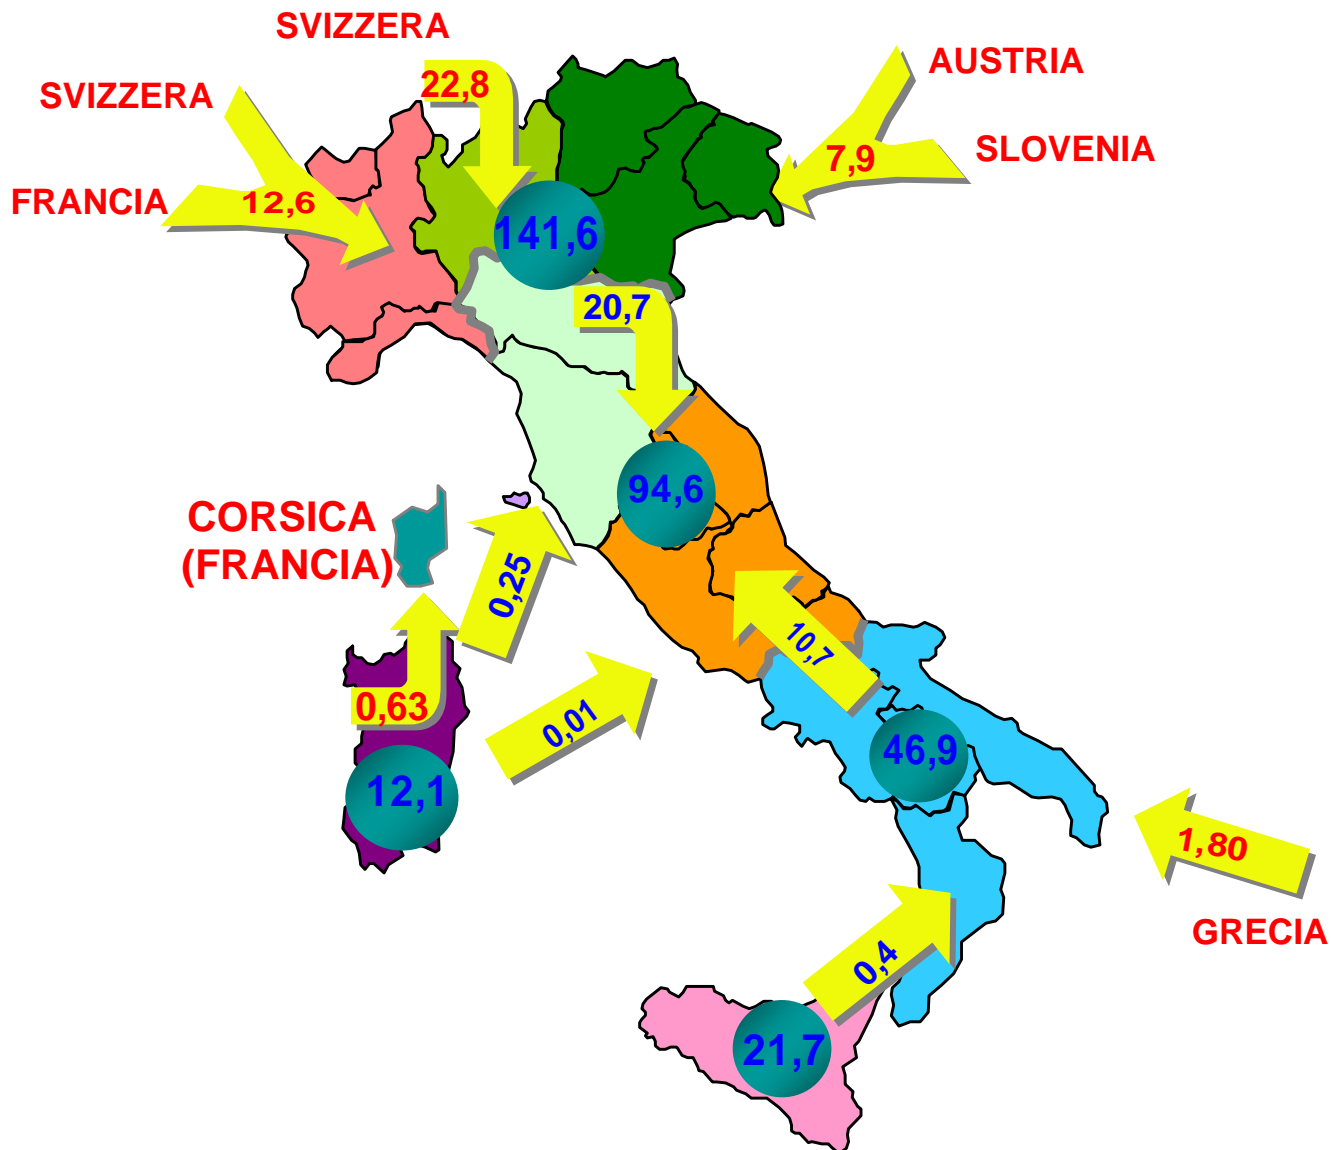 SVIZZERA
22,8
AUSTRIA
SVIZZERA
SLOVENIA
7,9
FRANCIA
12,6
141,6
20,7
94,6
CORSICA
(FRANCIA)
0,25
10,7
0,63
0,01
46,9
12,1
1,80
GRECIA
0,4
21,7